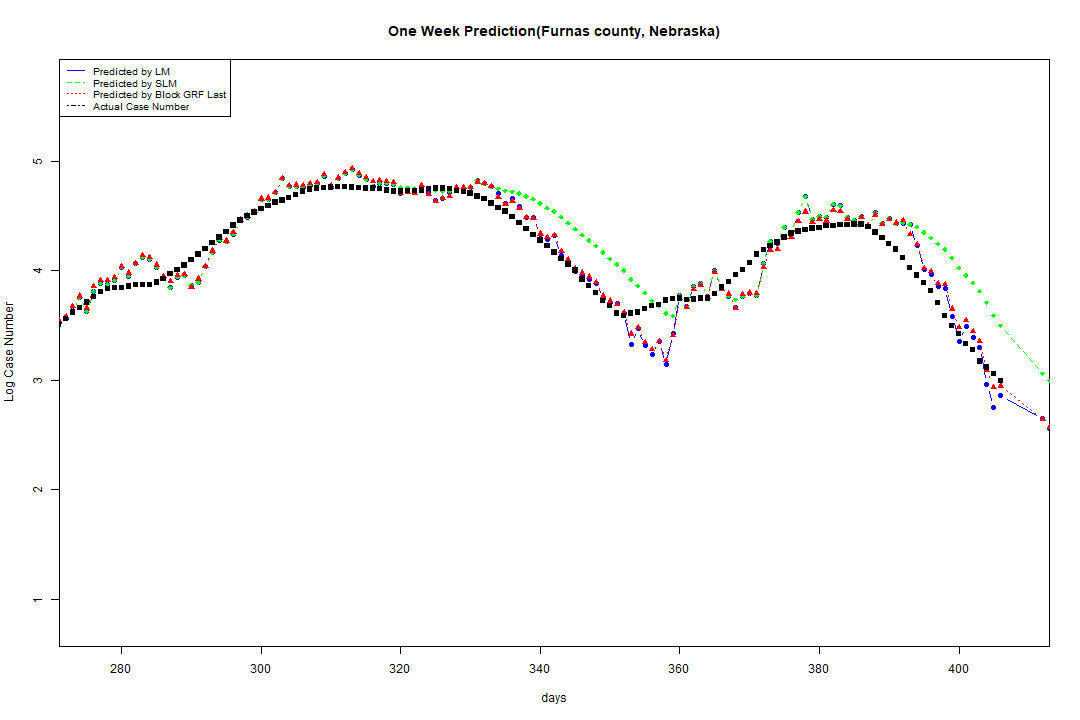 One Week Prediction(Furnas county, Nebraska)
Predicted by LM
Predicted by SLM
Predicted by Block GRF Last
Actual Case Number
Log Case Number
5
4
3
2
1
280 300 320 340 360 380 400
days